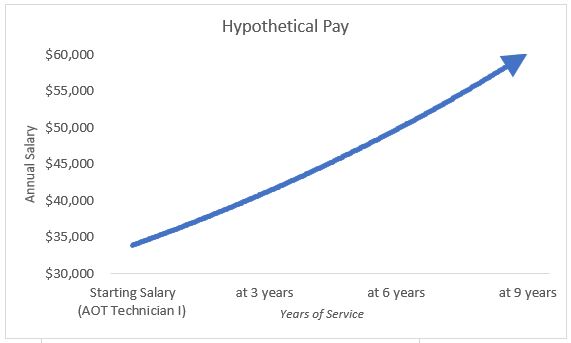 Hypothetical Pay
Annual Salary
$60,000
$55,000
$50,000
$45,000
$40,000
$35,000
$30,000
Starting Salary
(AOT Technician I)
at 3 years
at 6 years
at 9 years
Years of Service